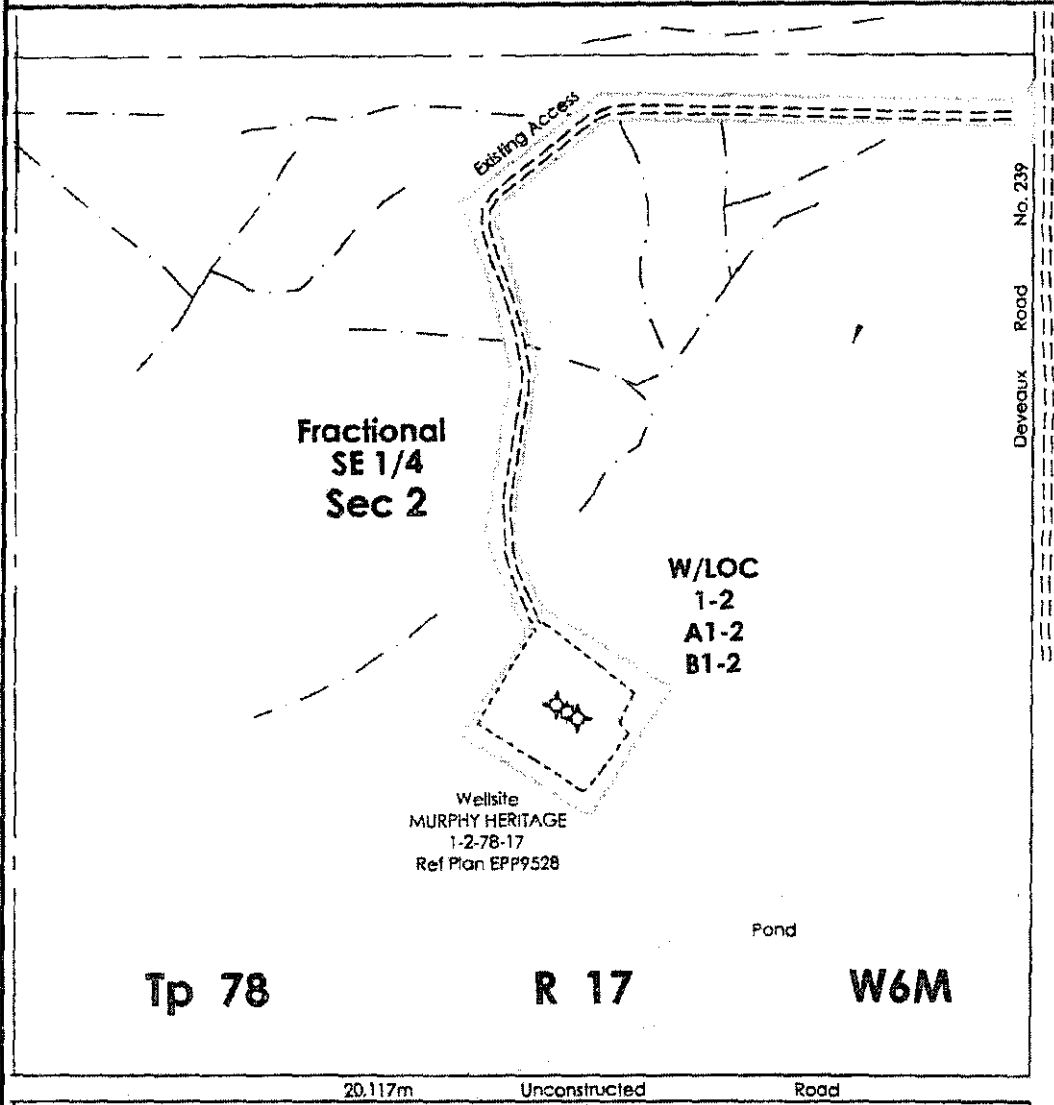 Existing Access
Deveaux Road No. 239
Fractional
SE 1/4
Sec 2
W/LOC
1-2
A1-2
B1-2
Wellsite
MURPHY HERITAGE
1-2-78-17
Ref Plan EPP9528
Pond
Tp 78 R 17 W6M
20.117m Unconstructed Road